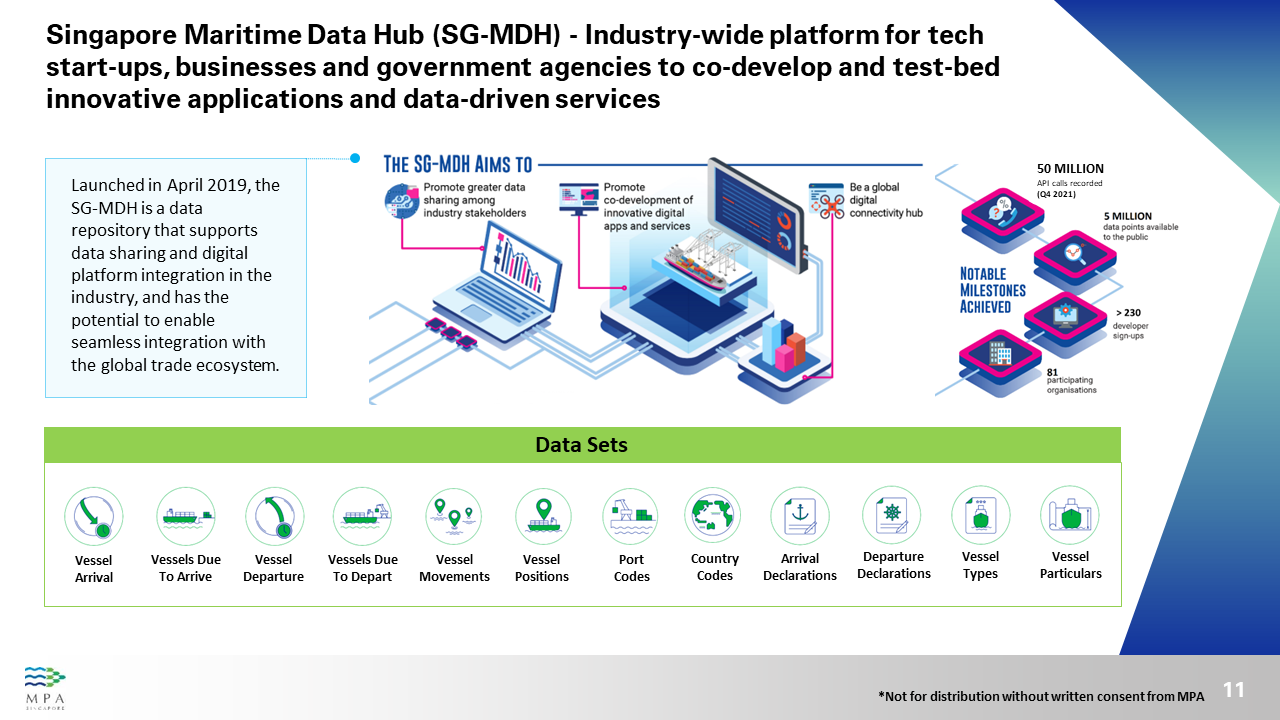 Singapore Maritime Data Hub (SG-MDH) - Industry-wide platform for tech
start-ups, businesses and government agencies to co-develop and test-bed
innovative applications and data-driven services
Launched in April 2019, the
SG-MDH is a data
repository that supports
data sharing and digital
platform integration in the
industry, and has the
potential to enable
seamless integration with
the global trade ecosystem.
THE SG-MDH AIMS TO
Promote greater data
sharing among
industry stakeholders
Promote
co-development of
innovative digital
apps and services
Be a global
digital
connectivity hub
NOTABLE
MILESTONES
ACHIEVED
50 MILLION
API calls recorded
(Q4 2021)
5 MILLION
data points available
to the public
> 230
developer
sign-ups
81
participating
organisations
Data Sets
Vessel
Arrival
Vessels Due
To Arrive
Vessel
Departure
Vessels Due
To Depart
Vessel
Movements
Vessel
Positions
Port
Codes
Country
Codes
Arrival
Declarations
Departure
Declarations
Vessel
Types
Vessel
Particulars
MPA
SINGAPORE
*Not for distribution without written consent from MPA
11